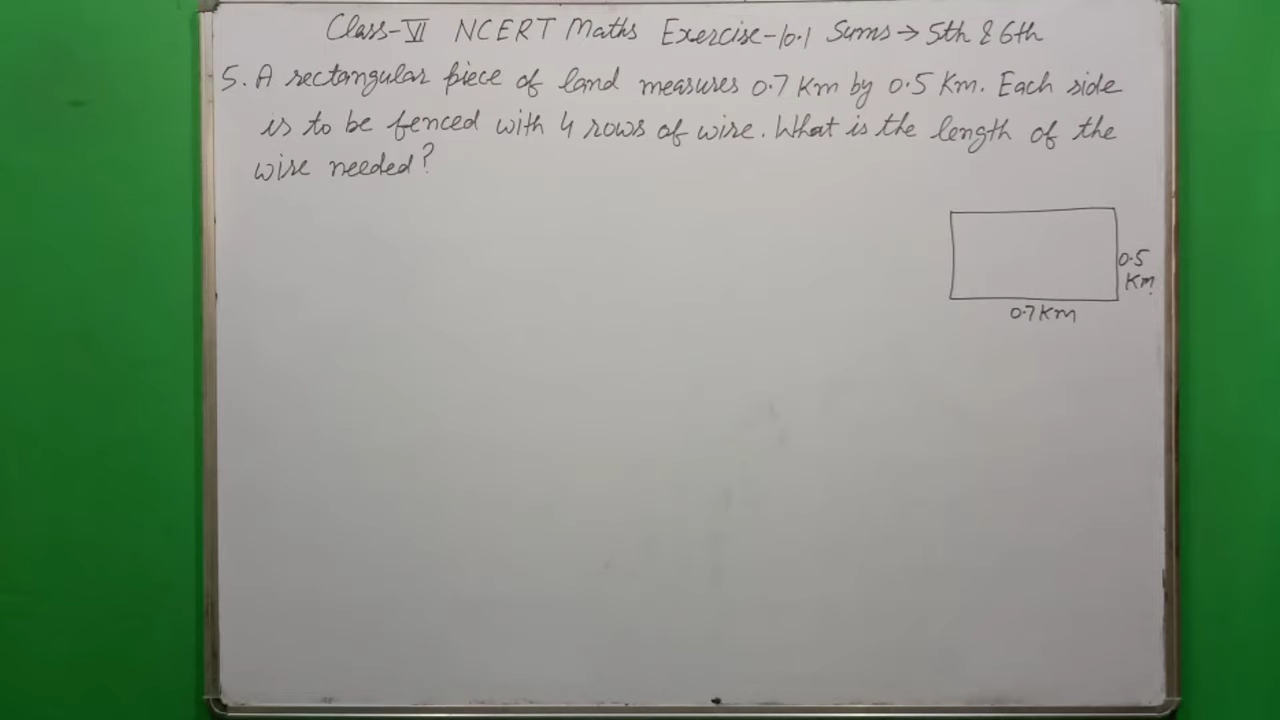 Class-VI NCERT Maths Exercise-10.1 Sums → 5th & 6th
5. A rectangular piece of land measures 0.7 Km by 0.5 Km. Each side
is to be fenced with 4 rows of wire. What is the length of the
wire needed?
0.5
Km
0.7 Km